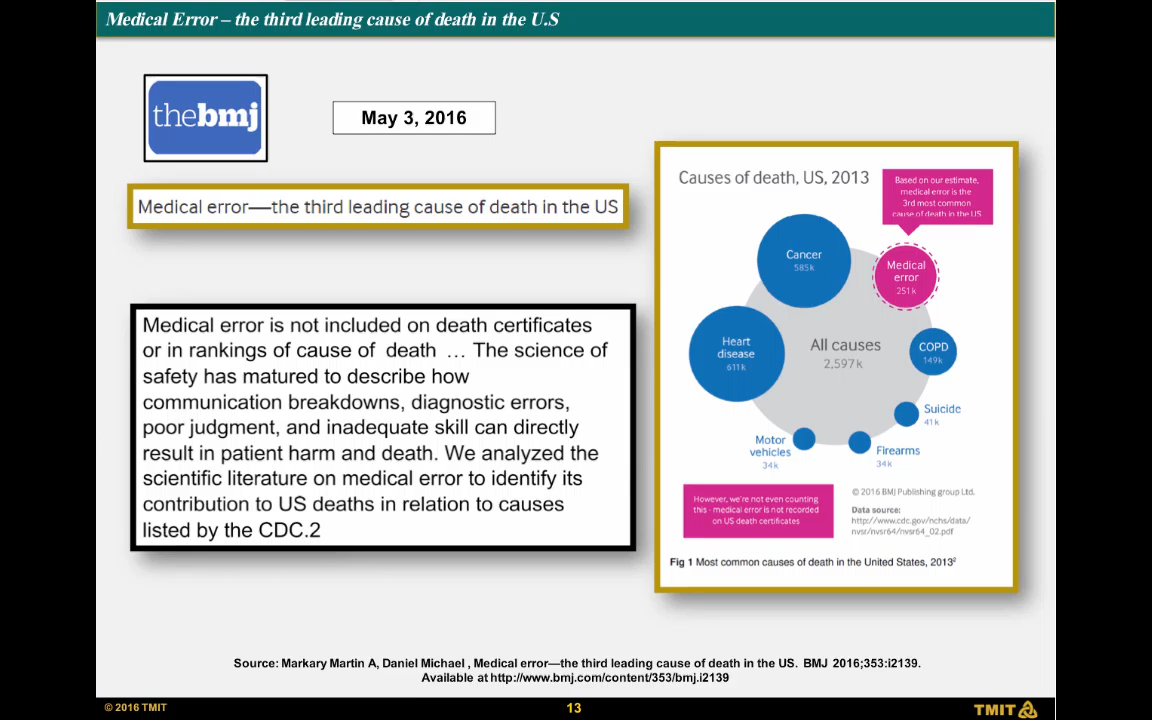 Medical Error – the third leading cause of death in the U.S
thebmj
May 3, 2016
Medical error—the third leading cause of death in the US
Medical error is not included on death certificates
or in rankings of cause of death … The science of
safety has matured to describe how
communication breakdowns, diagnostic errors,
poor judgment, and inadequate skill can directly
result in patient harm and death. We analyzed the
scientific literature on medical error to identify its
contribution to US deaths in relation to causes
listed by the CDC.2
Causes of death, US, 2013
Based on our estimate,
medical error is the
3rd most common
cause of death in the US
Cancer
585k
Medical
error
251k
Heart
disease
611k
All causes
2,597k
COPD
149k
Suicide
41k
Motor
vehicles
34k
Firearms
34k
However, we're not even counting
this - medical error is not recorded
on US death certificates
© 2016 BMJ Publishing group Ltd.
Data source:
http://www.cdc.gov/nchs/data/
nvsr/nvsr64/nvsr64_02.pdf
Fig 1 Most common causes of death in the United States, 2013²
Source: Markary Martin A, Daniel Michael , Medical error—the third leading cause of death in the US. BMJ 2016;353:i2139.
Available at http://www.bmj.com/content/353/bmj.i2139
© 2016 TMIT
13
TMIT